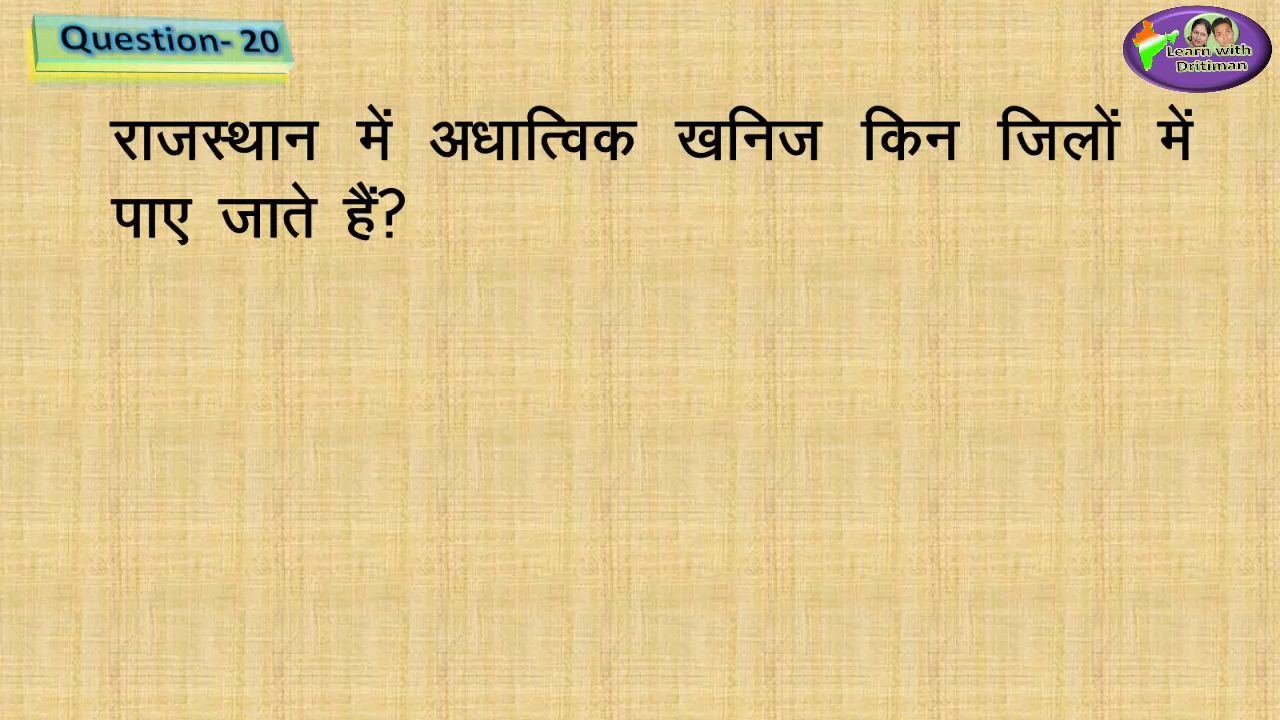 Question- 20
Learn with
Dritiman
राजस्थान में अधात्विक खनिज किन जिलों में
पाए जाते हैं?